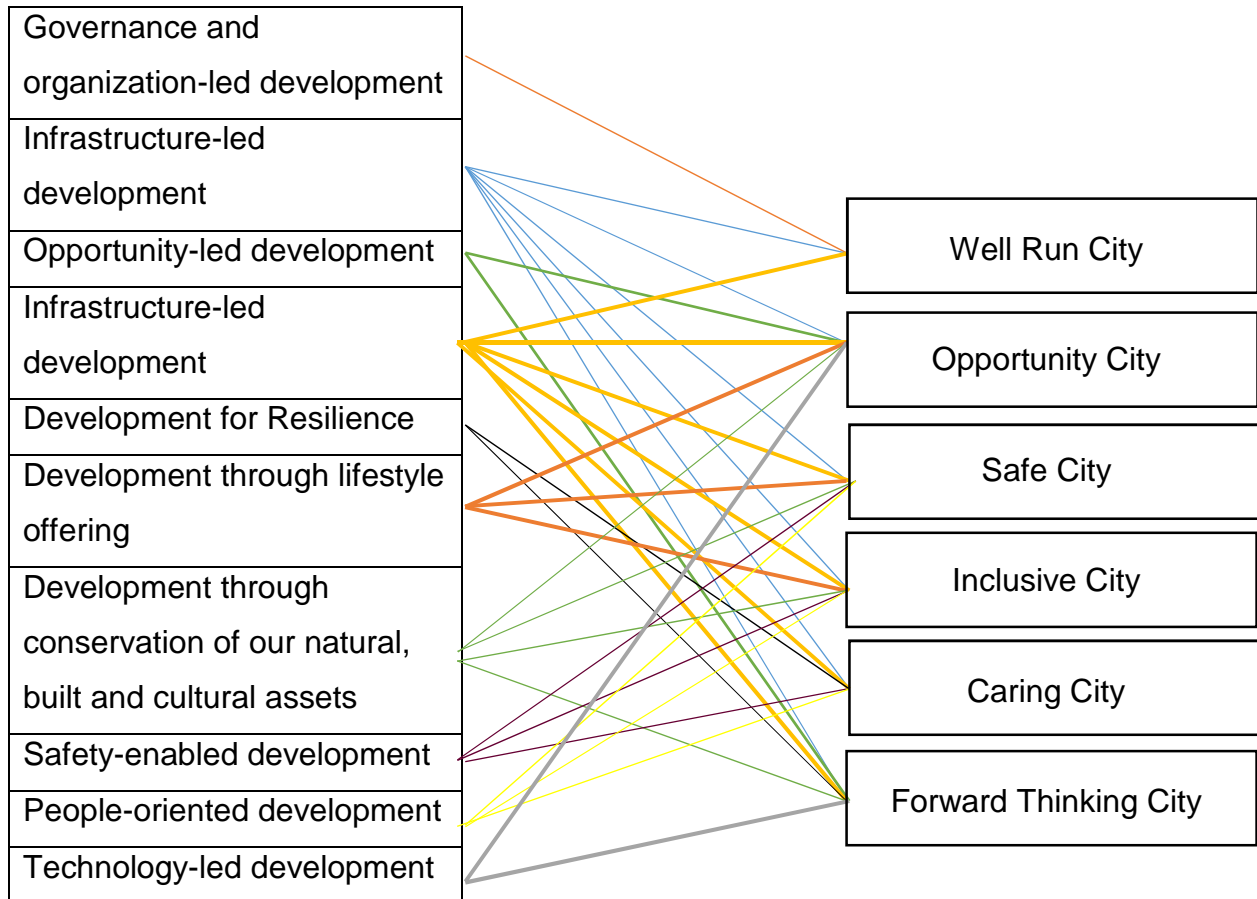 Governance and
organization-led development
Infrastructure-led
development
Opportunity-led development
Infrastructure-led
development
Development for Resilience
Development through lifestyle
offering
Development through
conservation of our natural,
built and cultural assets
Safety-enabled development
People-oriented development
Technology-led development
Well Run City
Opportunity City
Safe City
Inclusive City
Caring City
Forward Thinking City